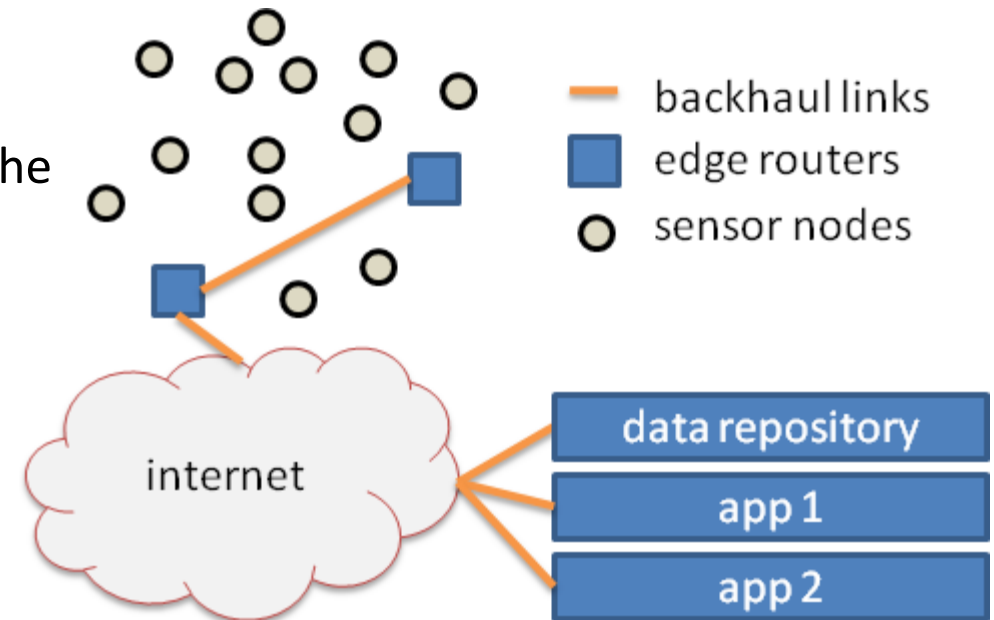 backhaul links
he
edge routers
sensor nodes
internet
data repository
app 1
app 2